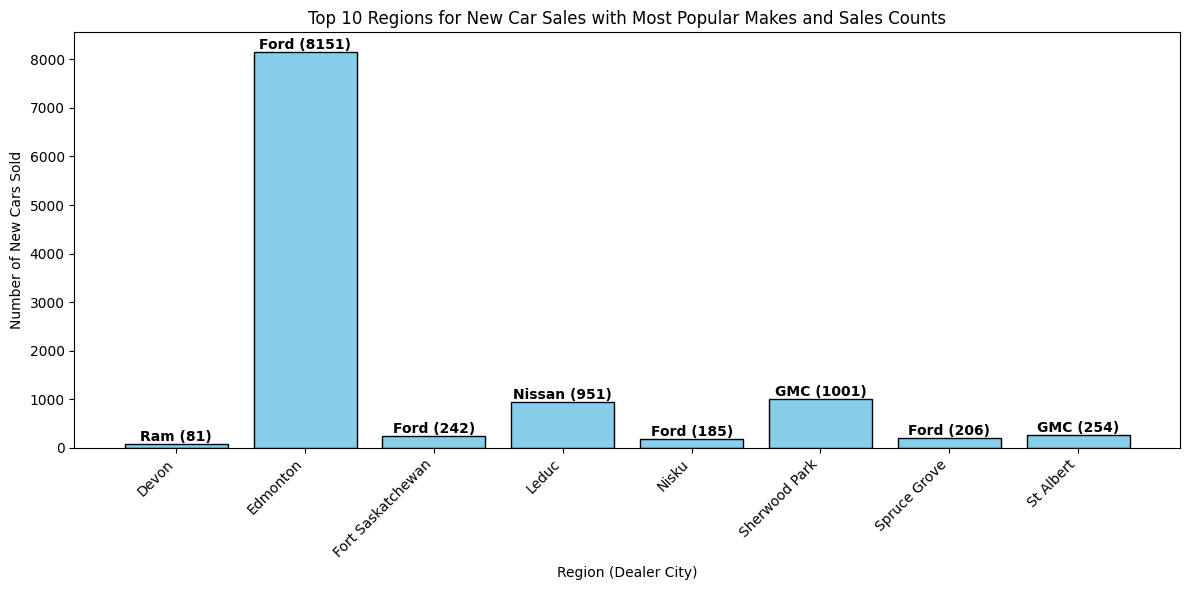 Top 10 Regions for New Car Sales with Most Popular Makes and Sales Counts
Number of New Cars Sold
8000
7000
6000
5000
4000
3000
2000
1000
0
Ram (81)
Ford (8151)
Ford (242)
Nissan (951)
Ford (185)
GMC (1001)
Ford (206)
GMC (254)
Devon
Edmonton
Fort Saskatchewan
Leduc
Nisku
Sherwood Park
Spruce Grove
St Albert
Region (Dealer City)